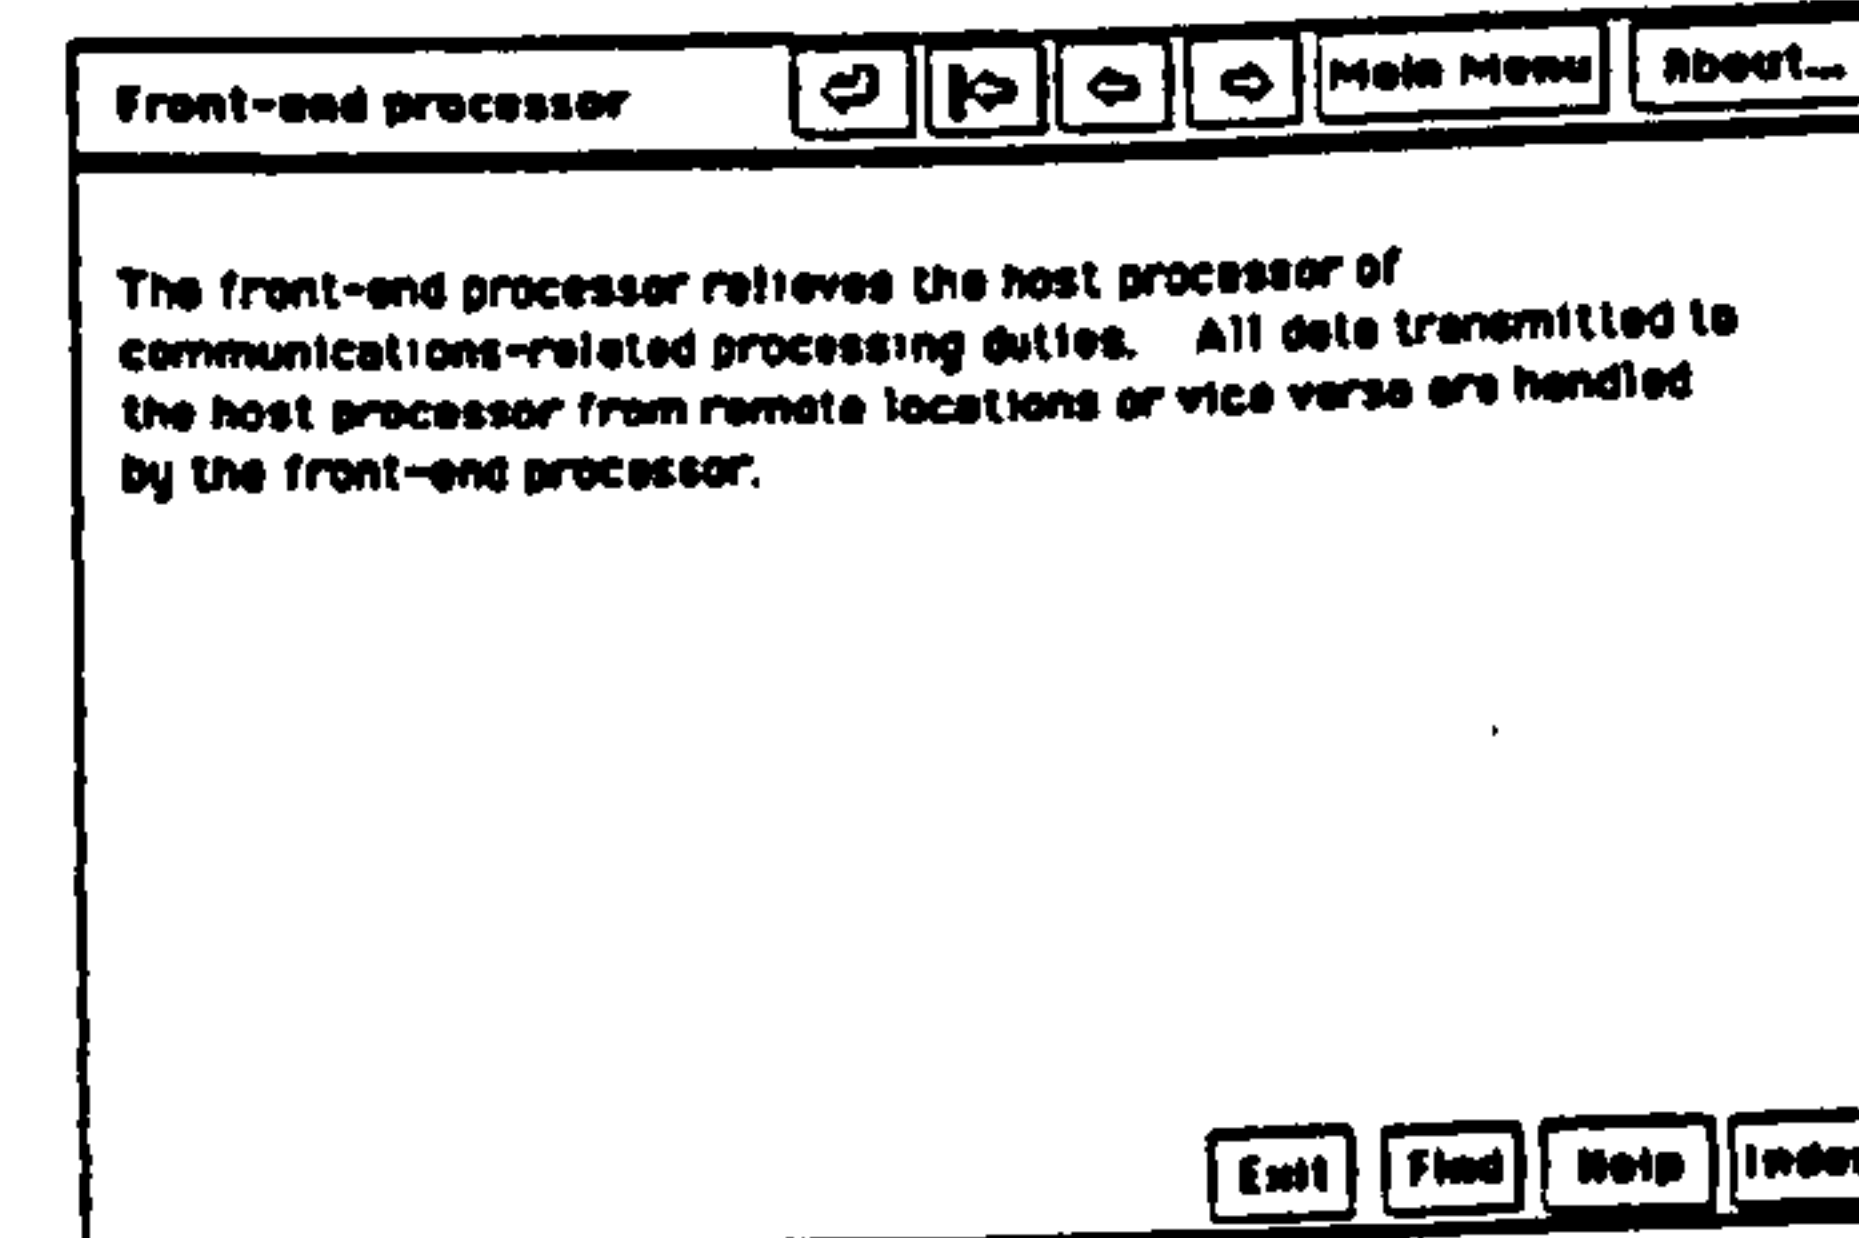 Front-end processor
Main Menu
About...
The front-end processor relieves the host processor of
communications-related processing duties. All data transmitted to
the host processor from remote locations or vice versa are handled
by the front-end processor.
Exit
Find
Help
Index